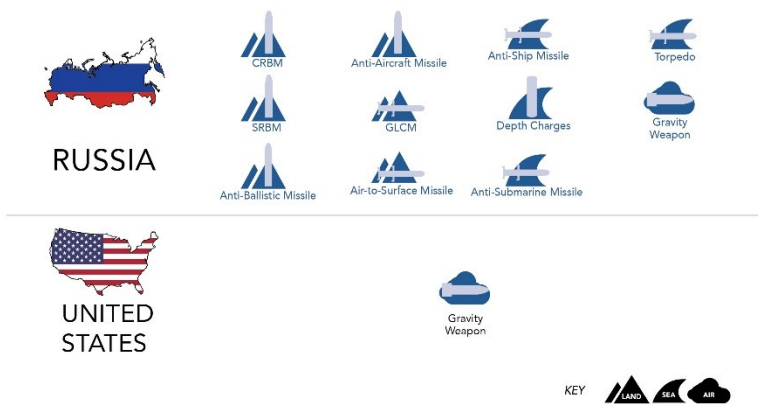 CRBM
Anti-Aircraft Missile
Anti-Ship Missile
Torpedo
SRBM
GLCM
Depth Charges
Gravity
Weapon
RUSSIA
Anti-Ballistic Missile
Air-to-Surface Missile
Anti-Submarine Missile
UNITED
STATES
Gravity
Weapon
KEY
LAND
SEA
AIR